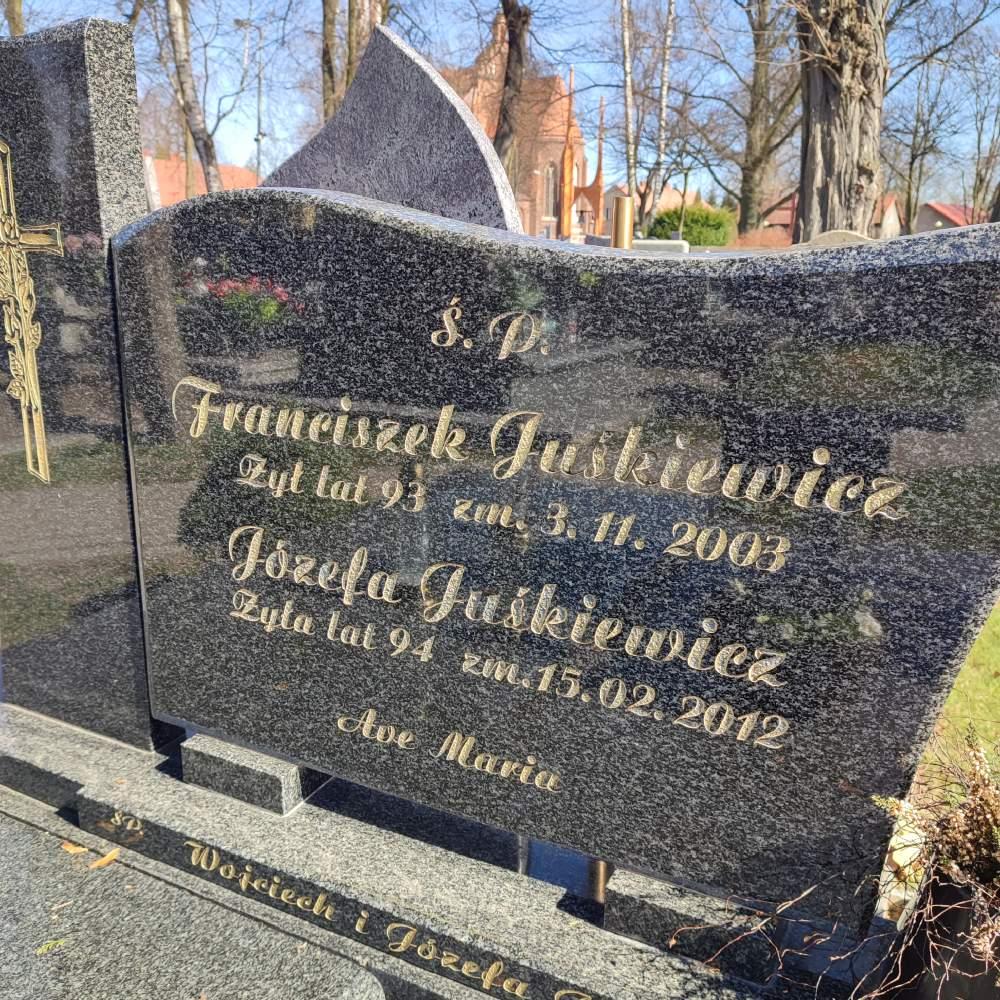 Ś. P.
Franciszek Juśkiewicz
Żył lat 93 zm. 3. 11. 2003
Józefa Juśkiewicz
Żyła lat 94 zm. 15. 02. 2012
Ave Maria
śP. Wojciech i Józefa